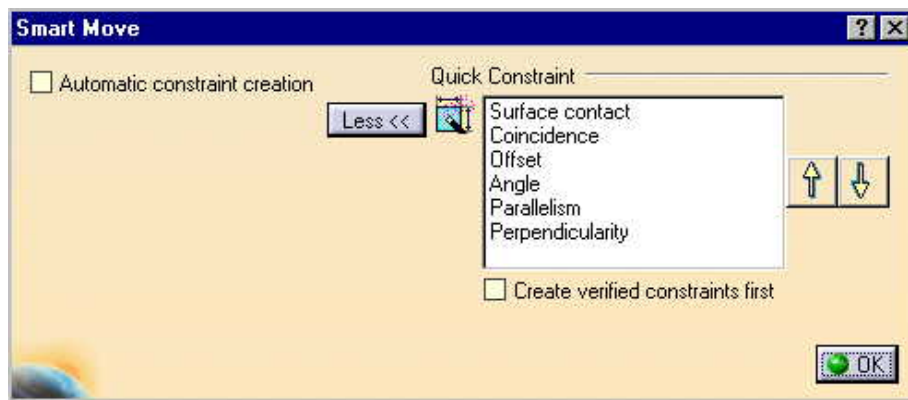 Smart Move
Automatic constraint creation
Less <<
Quick Constraint
Surface contact
Coincidence
Offset
Angle
Parallelism
Perpendicularity
Create verified constraints first
OK